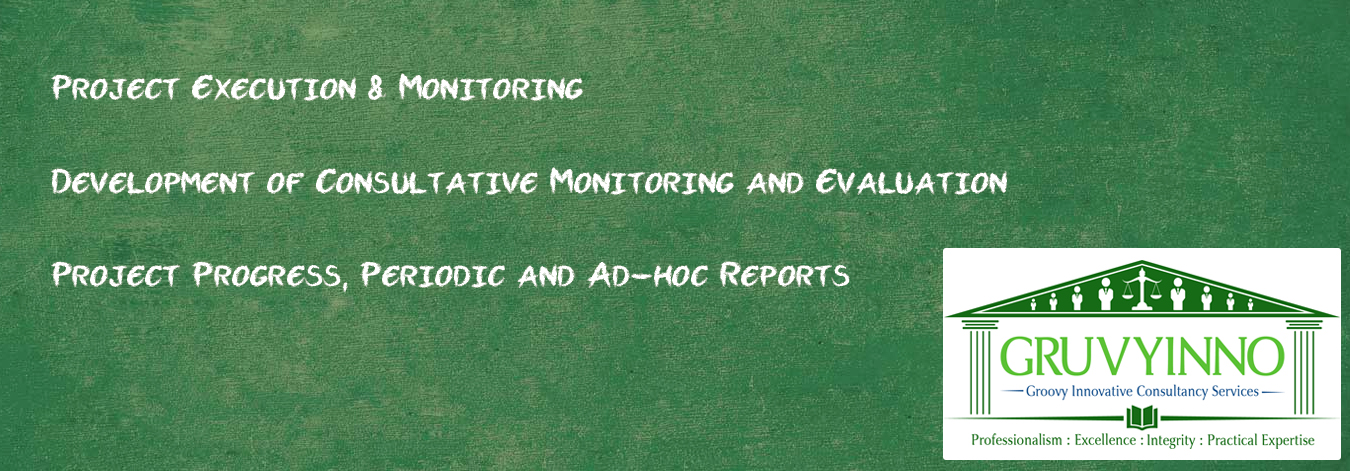 Project Execution & Monitoring
Development of Consultative Monitoring and Evaluation
Project Progress, Periodic and Ad-hoc Reports
GRUVYINNO
Groovy Innovative Consultancy Services
Professionalism : Excellence : Integrity : Practical Expertise